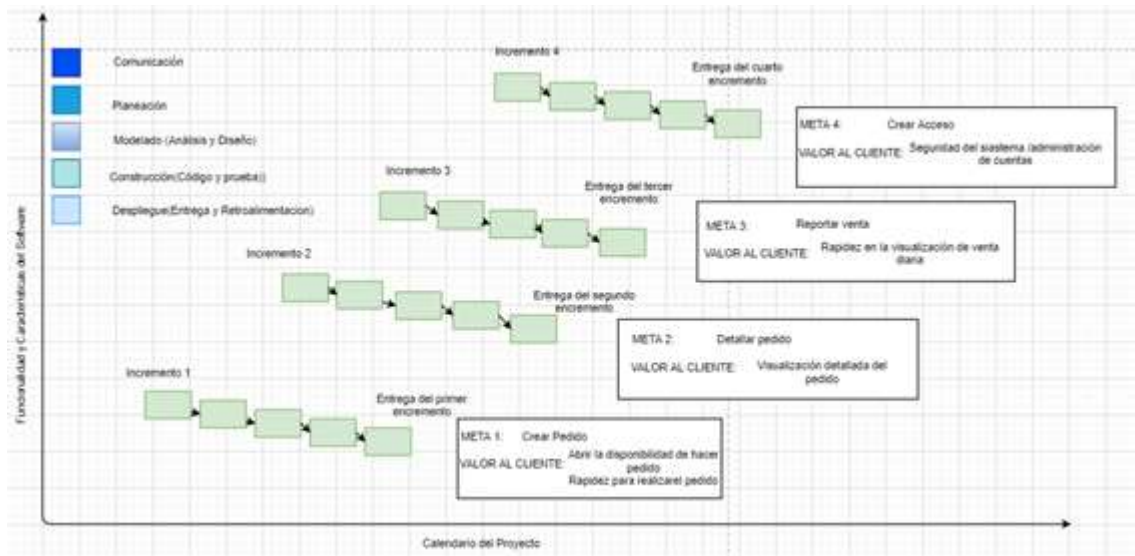 Incremento 4
Comunicación
Entrega del cuarto
encremento
Planeación
META 4: Crear Acceso
VALOR AL CLIENTE: Seguridad del siastema /administración
de cuentas
Modelado (Análisis y Diseño)
Incremento 3
Construcción(Código y prueba))
Entrega del tercer
encremento
Despliegue(Entrega y Retroalimentacion)
META 3: Reportar venta
VALOR AL CLIENTE: Rapidez en la visualización de venta
diaria
Incremento 2
Entrega del segundo
encremento
META 2: Detallar pedido
VALOR AL CLIENTE: Visualización detallada del
pedido
Incremento 1
Entrega del primer
encremento
META 1: Crear Pedido
VALOR AL CLIENTE: Abrir la disponibilidad de hacer
pedido
Rapidez para realizarel pedido
Funcionalidad y Características del Software
Calendario del Proyecto